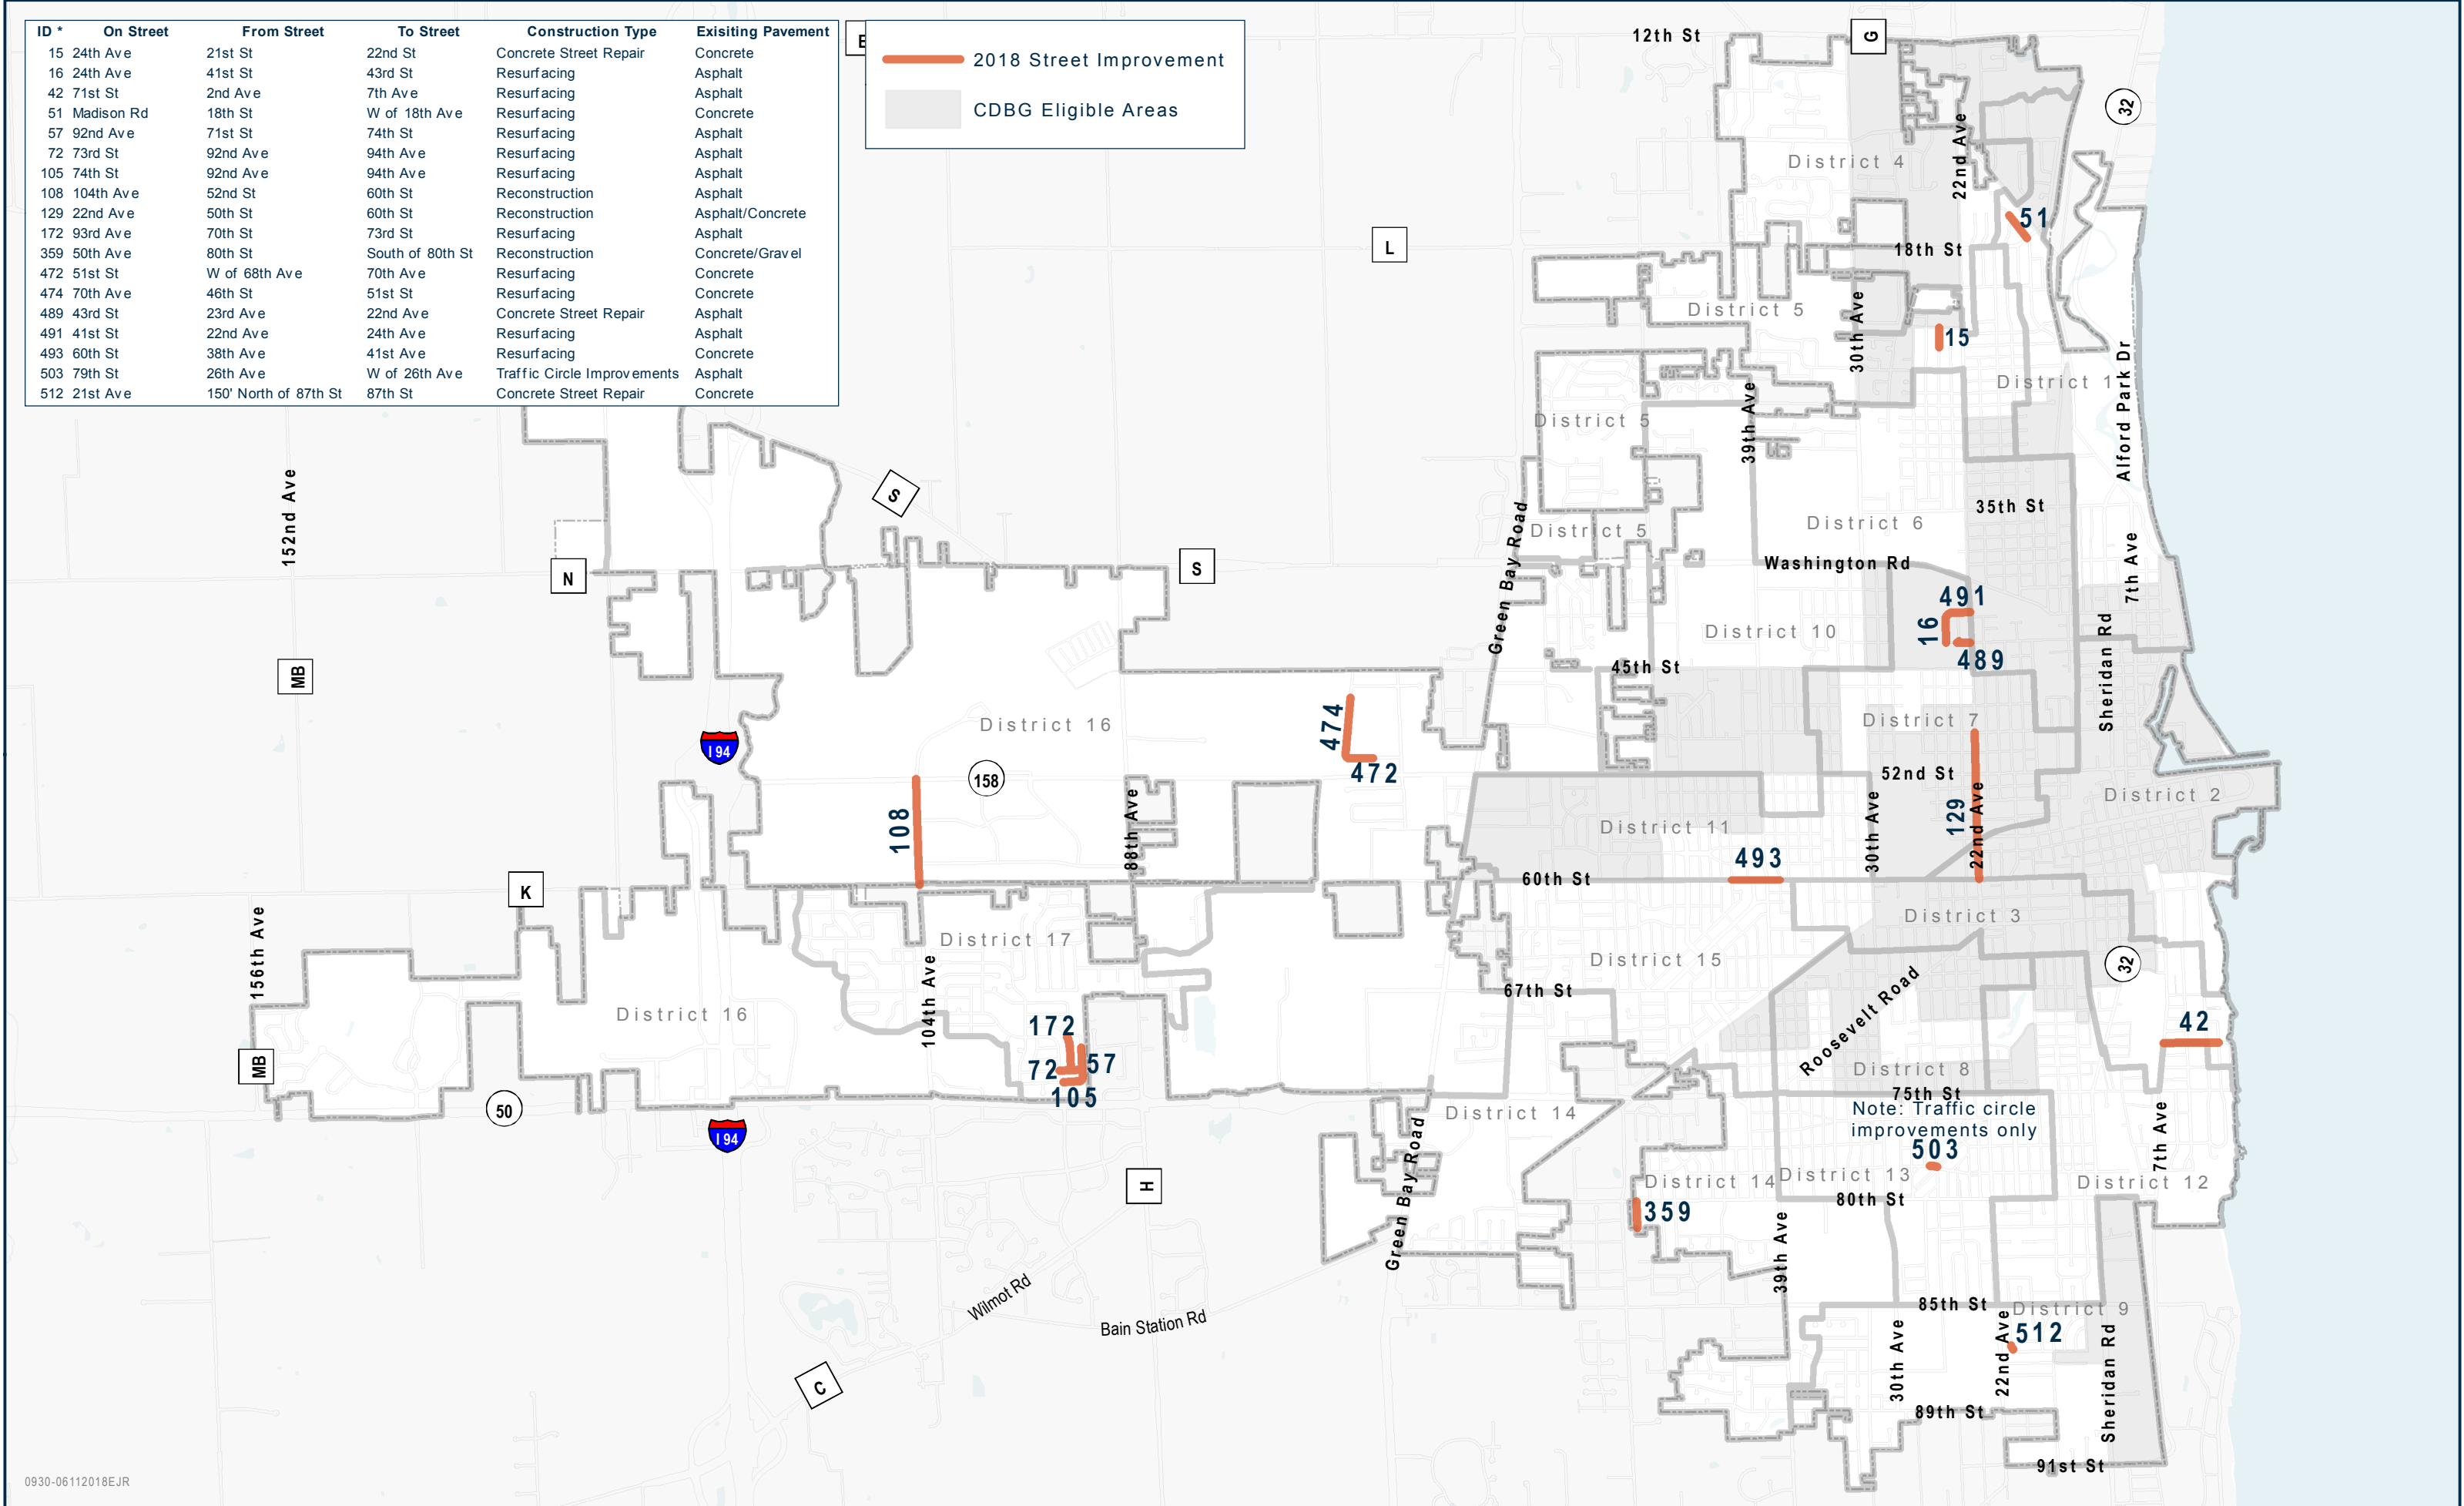 ID * On Street From Street To Street Construction Type Exisiting Pavement
15 24th Ave 21st St 22nd St Concrete Street Repair Concrete
16 24th Ave 41st St 43rd St Resurfacing Asphalt
42 71st St 2nd Ave 7th Ave Resurfacing Asphalt
51 Madison Rd 18th St W of 18th Ave Resurfacing Concrete
57 92nd Ave 71st St 74th St Resurfacing Asphalt
72 73rd St 92nd Ave 94th Ave Resurfacing Asphalt
105 74th St 92nd Ave 94th Ave Resurfacing Asphalt
108 104th Ave 52nd St 60th St Reconstruction Asphalt
129 22nd Ave 50th St 60th St Reconstruction Asphalt/Concrete
172 93rd Ave 70th St 73rd St Resurfacing Asphalt
359 50th Ave 80th St South of 80th St Reconstruction Concrete/Gravel
472 51st St W of 68th Ave 70th Ave Resurfacing Concrete
474 70th Ave 46th St 51st St Resurfacing Concrete
489 43rd St 23rd Ave 22nd Ave Concrete Street Repair Asphalt
491 41st St 22nd Ave 24th Ave Resurfacing Asphalt
493 60th St 38th Ave 41st Ave Resurfacing Concrete
503 79th St 26th Ave W of 26th Ave Traffic Circle Improvements Asphalt
512 21st Ave 150' North of 87th St 87th St Concrete Street Repair Concrete
2018 Street Improvement
CDBG Eligible Areas
12th St
G
32
22nd Ave
District 4
51
18th St
L
District 5
30th Ave
15
District 1
Alford Park Dr
39th Ave
District 5
152nd Ave
S
35th St
District 6
District 5
Green Bay Road
7th Ave
Washington Rd
N
S
491
16
489
District 10
Sheridan Rd
45th St
MB
474
District 16
District 7
I 94
472
158
52nd St
District 2
108
88th Ave
District 11
30th Ave
129
22nd Ave
493
60th St
K
District 3
156th Ave
District 17
District 15
32
104th Ave
67th St
Roosevelt Road
District 16
172
42
72
57
105
MB
District 8
75th St
50
District 14
Note: Traffic circle
improvements only
503
I 94
7th Ave
Green Bay Road
H
District 14
District 13
District 12
80th St
359
39th Ave
Wilmot Rd
Bain Station Rd
85th St
District 9
512
30th Ave
22nd Ave
Sheridan Rd
C
89th St
91st St
0930-06112018EJR